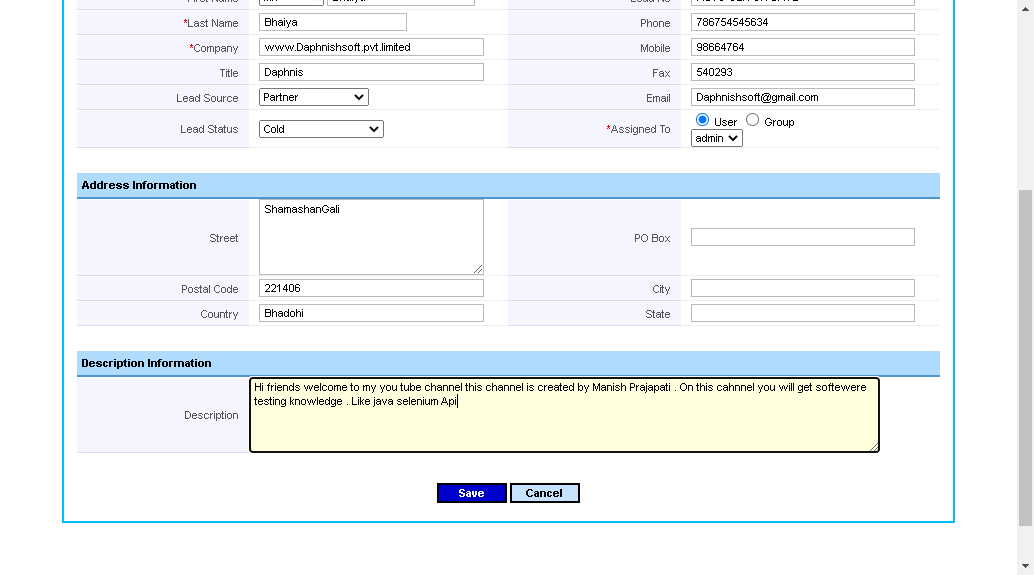 *Last Name Bhaiya Phone 786754545634
*Company www.Daphnishsoft.pvt.limited Mobile 98664764
Title Daphnis Fax 540293
Lead Source Partner Email Daphnishsoft@gmail.com
Lead Status Cold *Assigned To User Group
admin
Address Information
Street ShamashanGali PO Box
Postal Code 221406 City
Country Bhadohi State
Description Information
Description Hi friends welcome to my you tube channel this channel is created by Manish Prajapati . On this cahnnel you will get softewere
testing knowledge . Like java selenium Api
Save Cancel